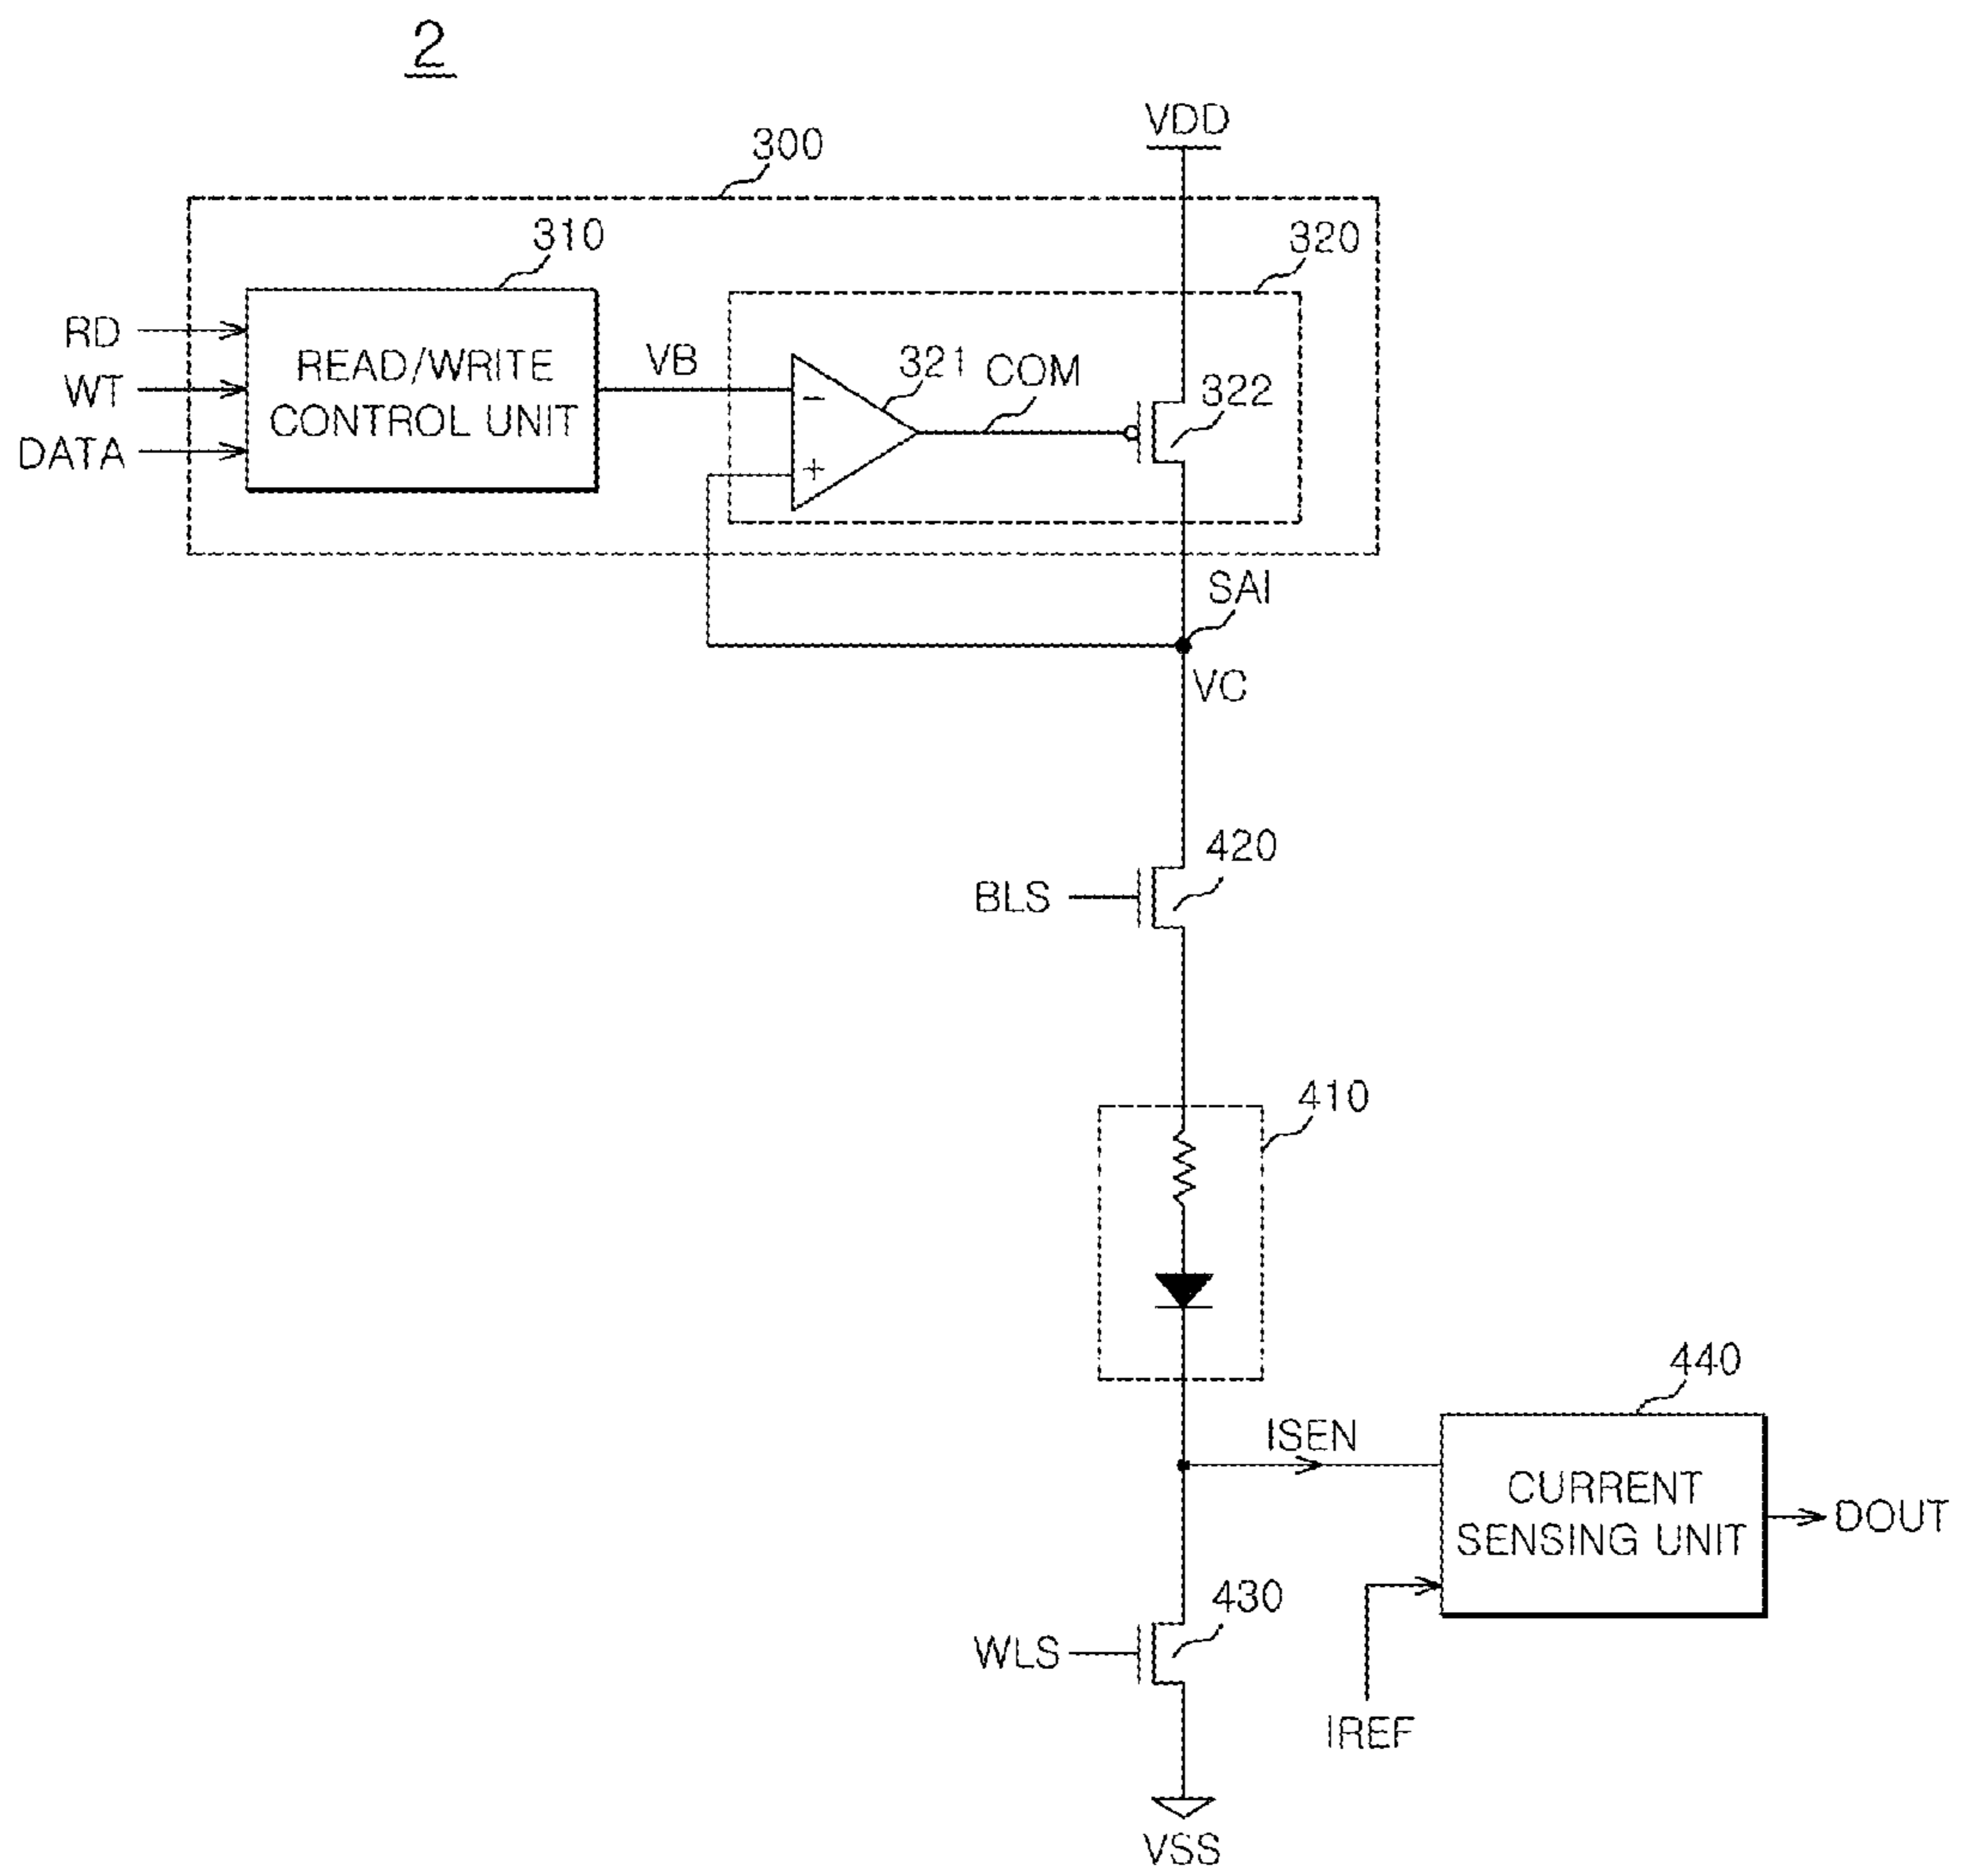 2
VDD
300
310
320
RD
WT
DATA
READ/WRITE
CONTROL UNIT
VB
321
COM
322
−
+
SAI
VC
420
BLS
410
440
ISEN
CURRENT
SENSING UNIT
DOUT
430
WLS
IREF
VSS